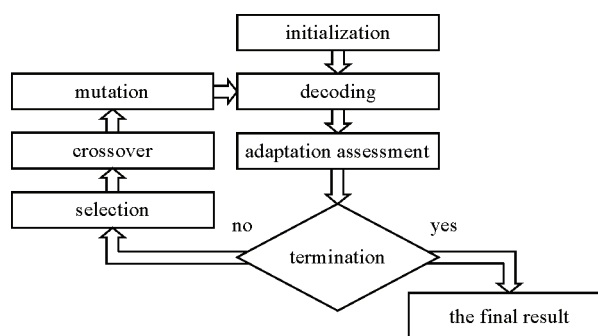 initialization
mutation
decoding
crossover
adaptation assessment
selection
no
yes
termination
the final result